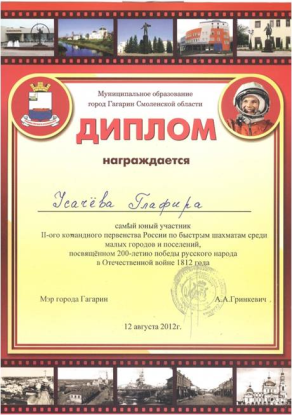 Муниципальное образование
город Гагарин Смоленской области
ДИПЛОМ
награждается
Усачёва Глафира
самый юный участник
II-ого командного первенства России по быстрым шахматам среди
малых городов и поселений,
посвящённом 200-летию победы русского народа
в Отечественной войне 1812 года
Мэр города Гагарин А.А.Гринкевич
12 августа 2012г.